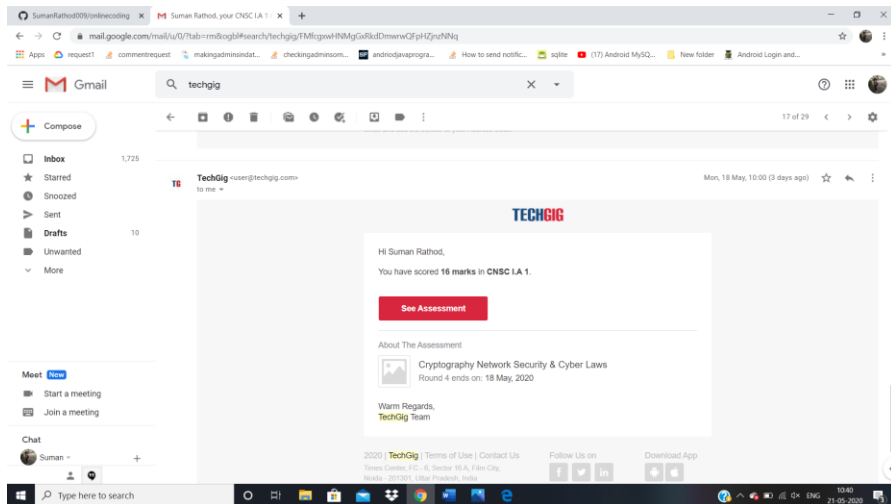 SumanRathod009/onlinecoding
Suman Rathod, your CNSC I.A 1
mail.google.com/mail/u/0/?tab=rm&ogbl#search/techgig/
Apps
request1
commentrequest
makingadminsindat...
checkingadminsom...
andriodjavaprogra...
How to send notific...
sqlite
(17) Android MySQ...
New folder
Android Login and...
Gmail
techgig
Compose
17 of 29
Inbox 1,725
Starred
Snoozed
Sent
Drafts 10
Unwanted
More
TG
TechGig <user@techgig.com>
Mon, 18 May, 10:00 (3 days ago)
to me
TECHGIG
Hi Suman Rathod,
You have scored 16 marks in CNSC I.A 1.
See Assessment
About The Assessment
Cryptography Network Security & Cyber Laws
Round 4 ends on: 18 May, 2020
Warm Regards,
TechGig Team
2020 | TechGig | Terms of Use | Contact Us
Times Center, FC - 6, Sector 16 A, Film City,
Noida - 201301, Uttar Pradesh, India
Follow Us on
Download App
Meet New
Start a meeting
Join a meeting
Chat
Suman
Type here to search
ENG
10:40
21-05-2020